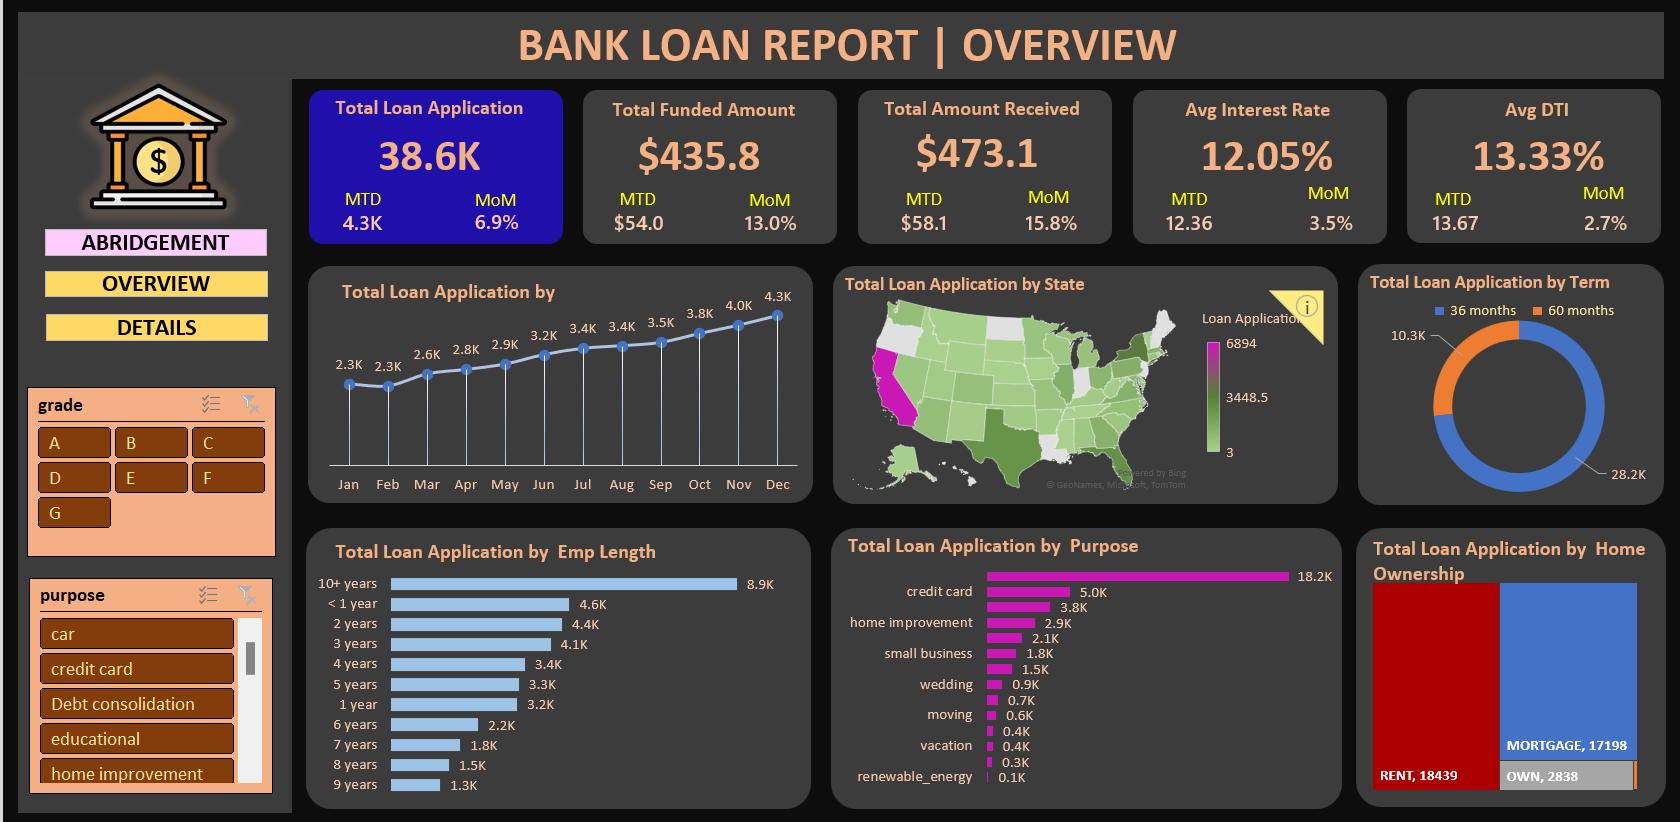 BANK LOAN REPORT | OVERVIEW
$
ABRIDGEMENT
OVERVIEW
DETAILS
grade
A B C
D E F
G
purpose
car
credit card
Debt consolidation
educational
home improvement
Total Loan Application
38.6K
MTD MoM
4.3K 6.9%
Total Funded Amount
$435.8
MTD MoM
$54.0 13.0%
Total Amount Received
$473.1
MTD MoM
$58.1 15.8%
Avg Interest Rate
12.05%
MTD MoM
12.36 3.5%
Avg DTI
13.33%
MTD MoM
13.67 2.7%
Total Loan Application by
2.3K 2.3K 2.6K 2.8K 2.9K 3.2K 3.4K 3.4K 3.5K 3.8K 4.0K 4.3K
Jan Feb Mar Apr May Jun Jul Aug Sep Oct Nov Dec
Total Loan Application by State
i
Loan Application
6894
3448.5
3
Powered by Bing
© GeoNames, Microsoft, TomTom
Total Loan Application by Term
36 months 60 months
10.3K
28.2K
Total Loan Application by Emp Length
10+ years 8.9K
< 1 year 4.6K
2 years 4.4K
3 years 4.1K
4 years 3.4K
5 years 3.3K
1 year 3.2K
6 years 2.2K
7 years 1.8K
8 years 1.5K
9 years 1.3K
Total Loan Application by Purpose
18.2K
credit card 5.0K
3.8K
home improvement 2.9K
2.1K
small business 1.8K
1.5K
wedding 0.9K
0.7K
moving 0.6K
0.4K
vacation 0.4K
0.3K
renewable_energy 0.1K
Total Loan Application by Home
Ownership
MORTGAGE, 17198
RENT, 18439
OWN, 2838